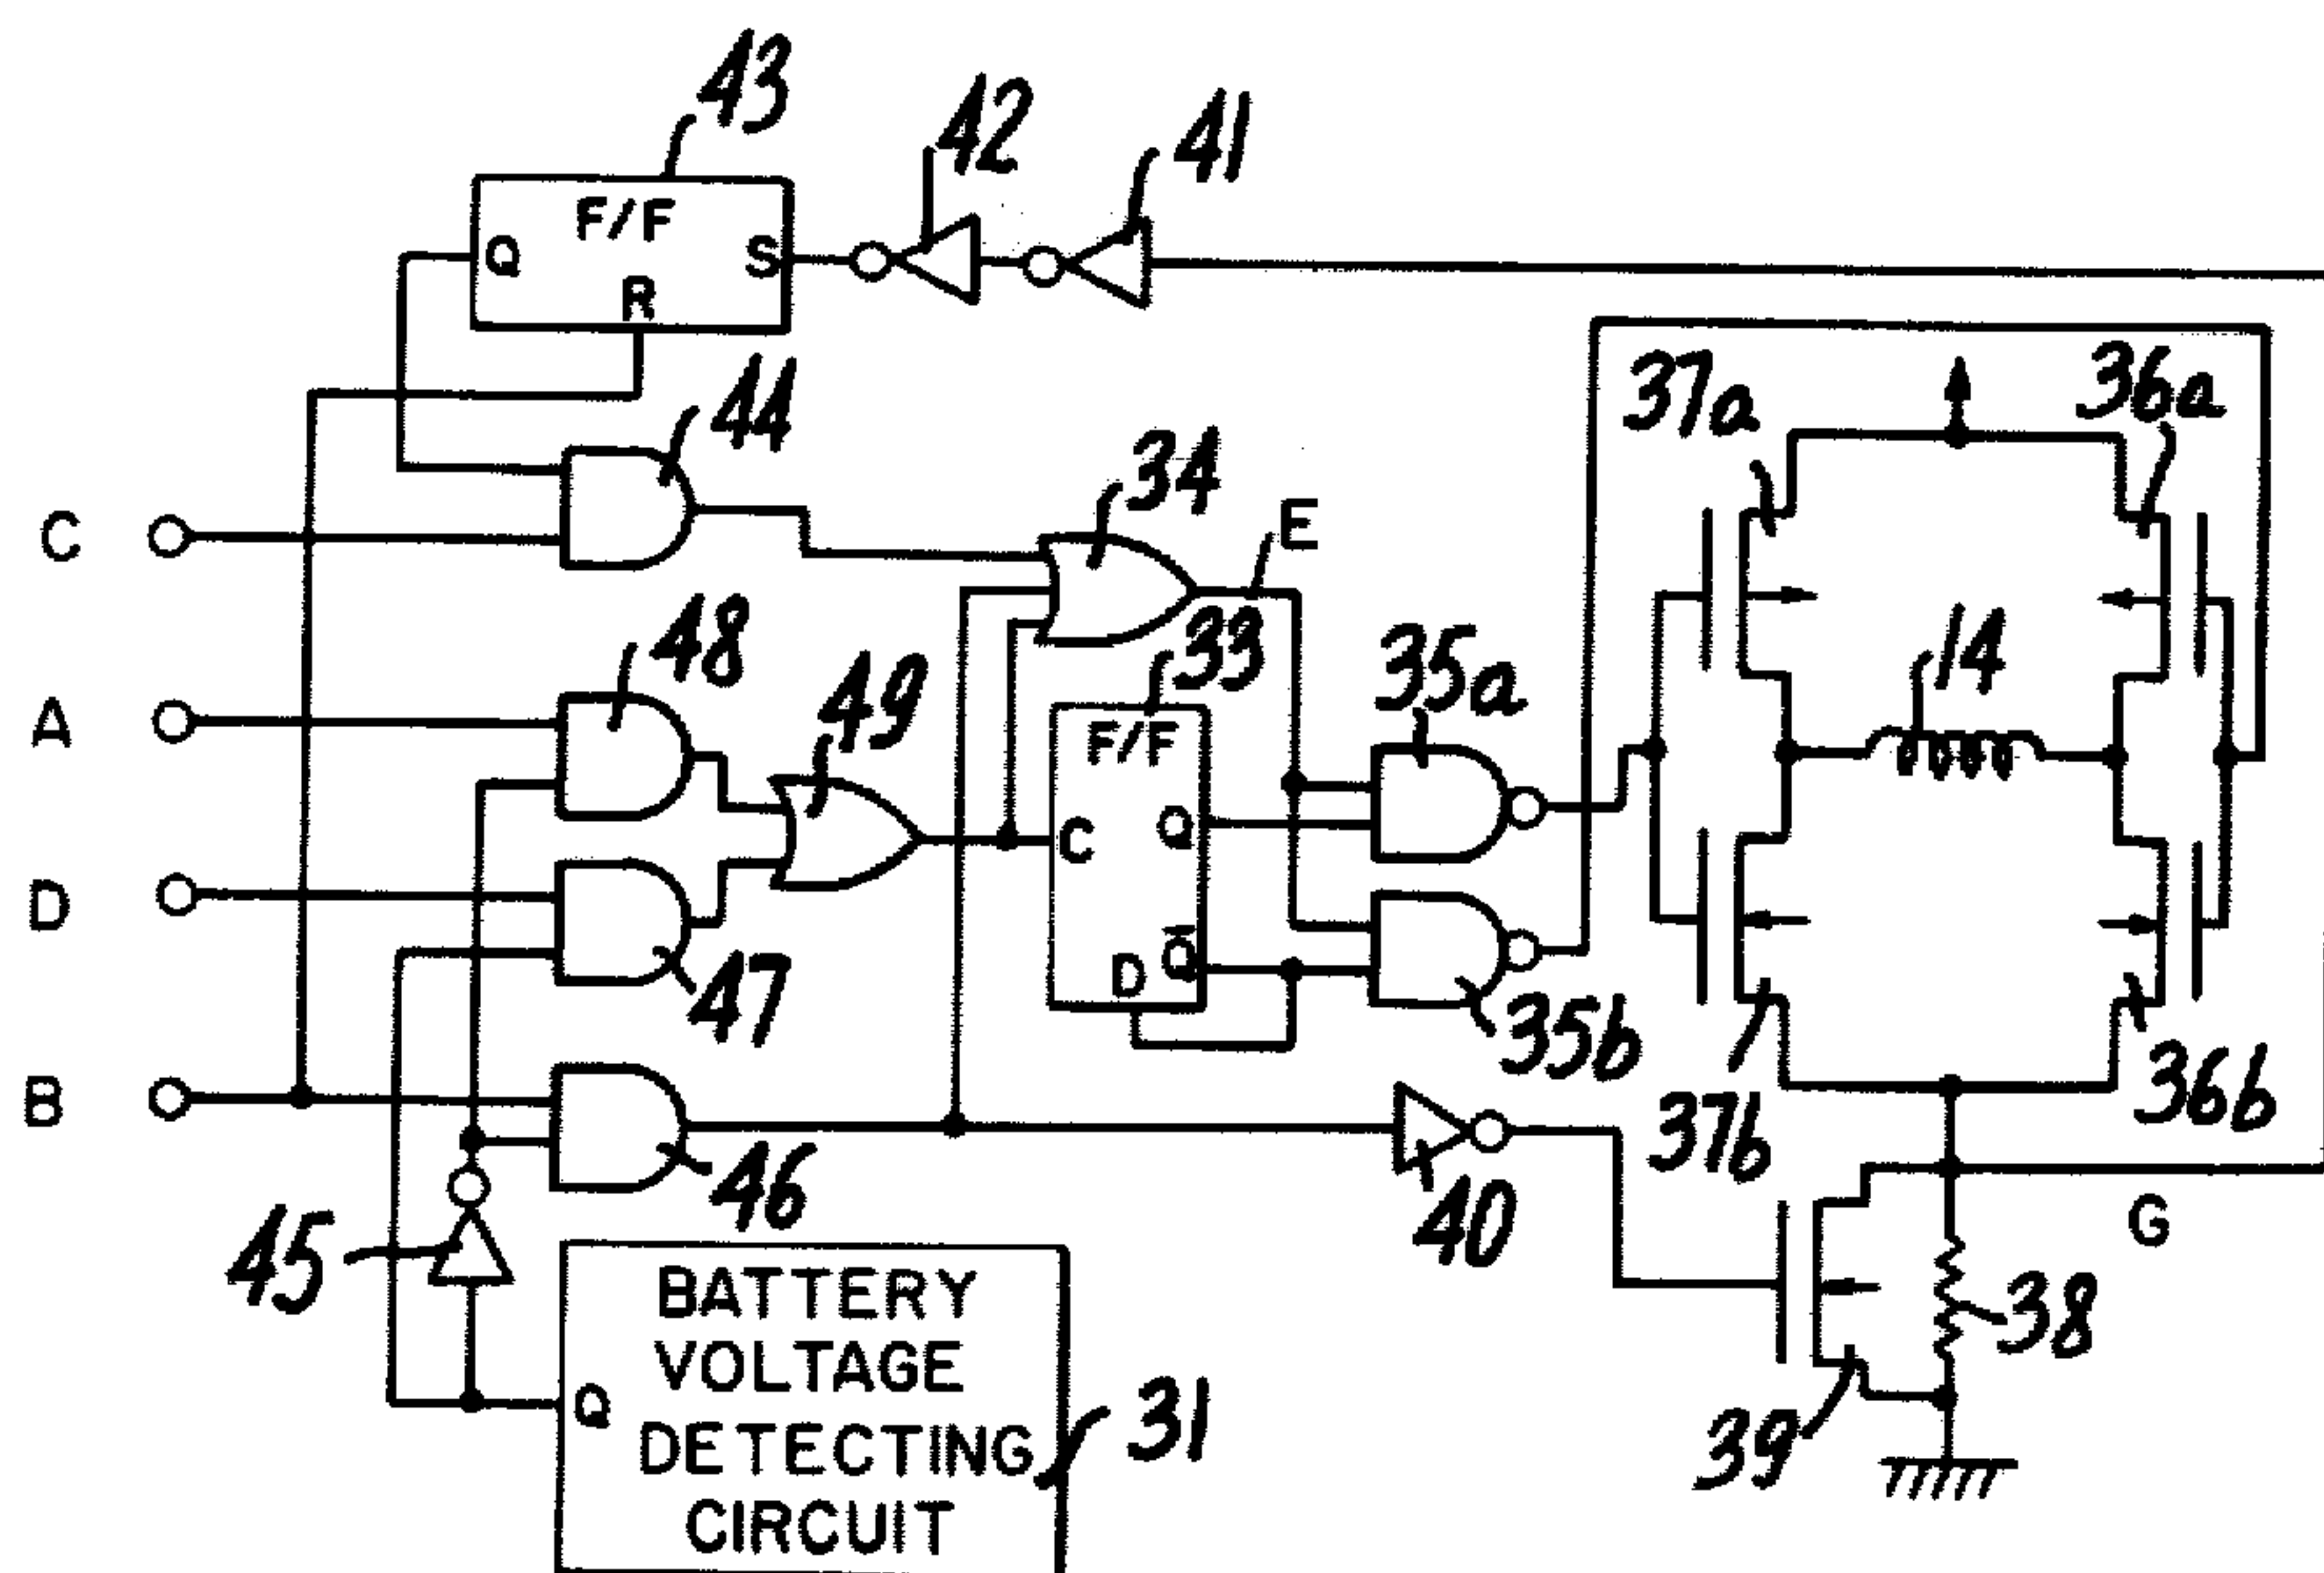 43
42
41
F/F
Q
S
R
44
37a
36a
C
34
E
33
48
49
35a
14
A
F/F
C
Q
Q̅
D
D
47
35b
B
46
37b
36b
40
45
G
BATTERY
VOLTAGE
DETECTING
CIRCUIT
Q
31
38
39